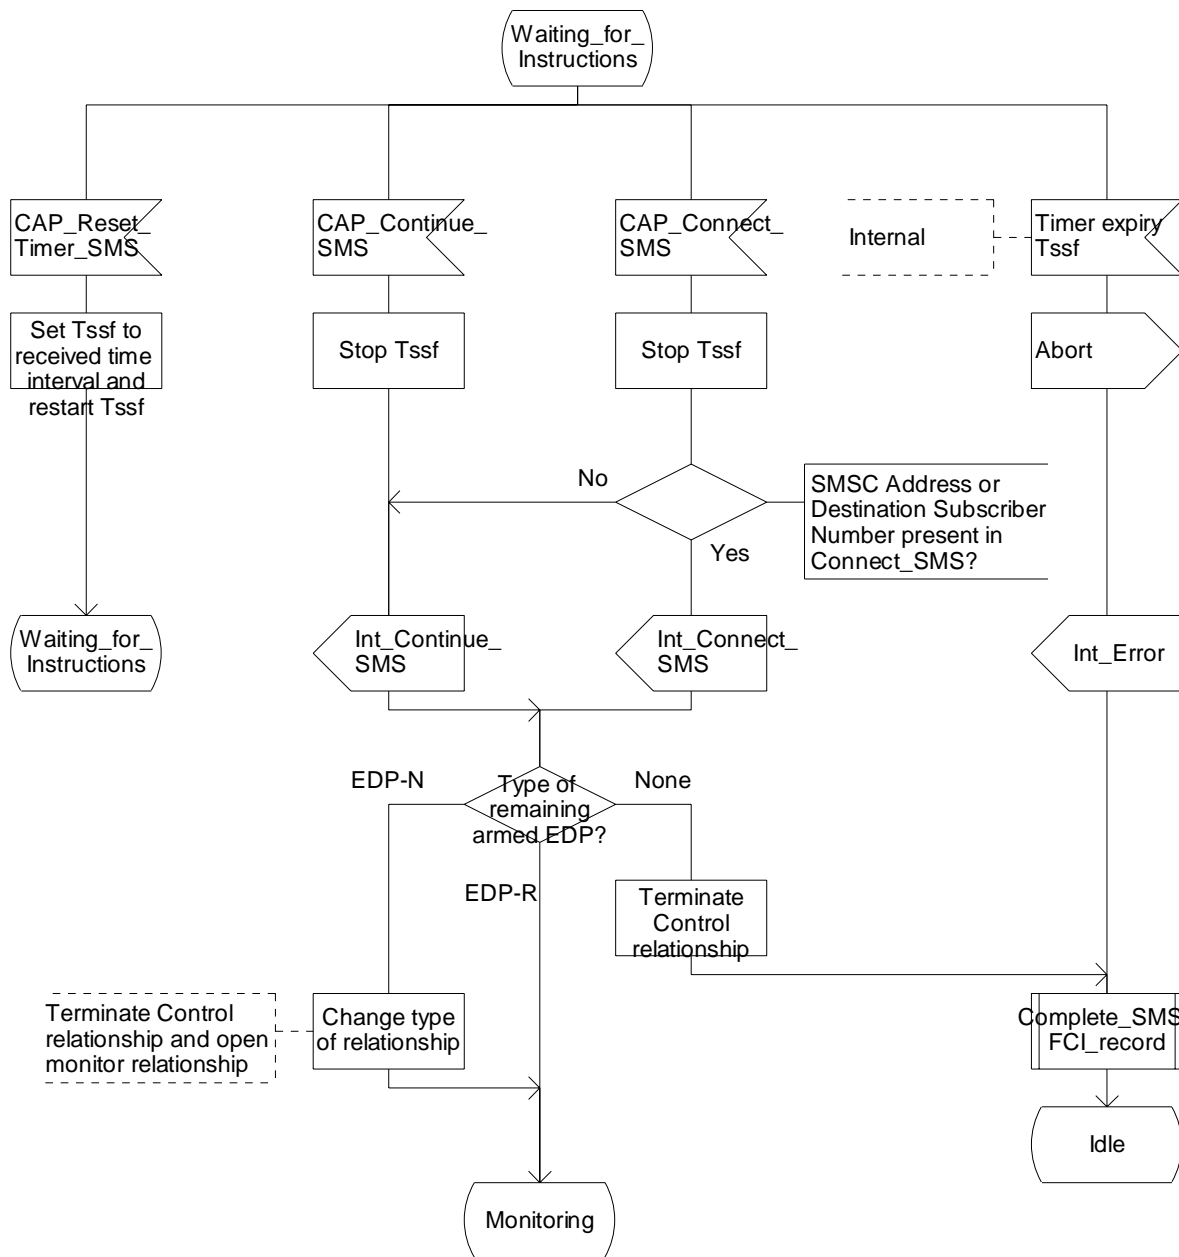 Waiting_for_
Instructions
CAP_Reset_
Timer_SMS
CAP_Continue_
SMS
CAP_Connect_
SMS
Internal
Timer expiry
Tssf
Set Tssf to
received time
interval and
restart Tssf
Stop Tssf
Stop Tssf
Abort
No
Yes
SMSC Address or
Destination Subscriber
Number present in
Connect_SMS?
Waiting_for_
Instructions
Int_Continue_
SMS
Int_Connect_
SMS
Int_Error
EDP-N
Type of
remaining
armed EDP?
None
EDP-R
Terminate
Control
relationship
Terminate Control
relationship and open
monitor relationship
Change type
of relationship
Complete_SMS_
FCI_record
Idle
Monitoring